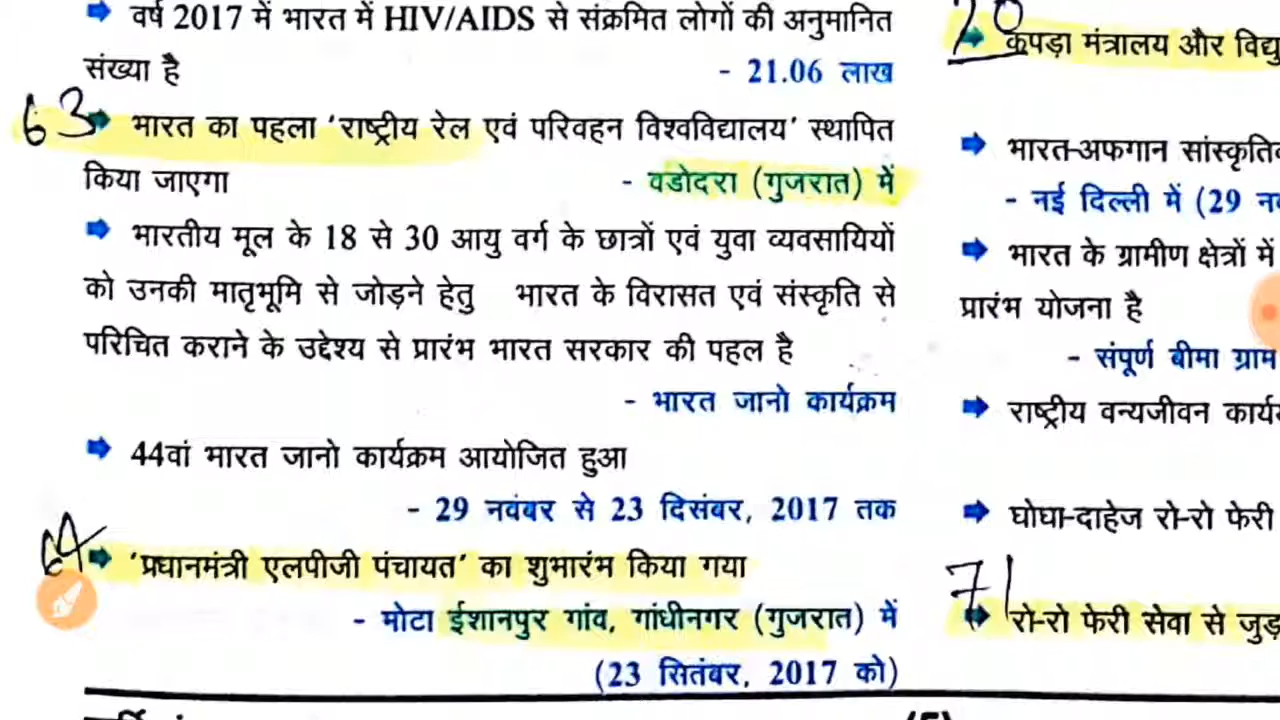 वर्ष 2017 में भारत में HIV/AIDS से संक्रमित लोगों की अनुमानित
संख्या है - 21.06 लाख
63
भारत का पहला ‘राष्ट्रीय रेल एवं परिवहन विश्वविद्यालय’ स्थापित
किया जाएगा - वडोदरा (गुजरात) में
भारतीय मूल के 18 से 30 आयु वर्ग के छात्रों एवं युवा व्यवसायियों
को उनकी मातृभूमि से जोड़ने हेतु भारत के विरासत एवं संस्कृति से
परिचित कराने के उद्देश्य से प्रारंभ भारत सरकार की पहल है
- भारत जानो कार्यक्रम
44वां भारत जानो कार्यक्रम आयोजित हुआ
- 29 नवंबर से 23 दिसंबर, 2017 तक
64
‘प्रधानमंत्री एलपीजी पंचायत’ का शुभारंभ किया गया
- मोटा ईशानपुर गांव, गांधीनगर (गुजरात) में
(23 सितंबर, 2017 को)
70
कपड़ा मंत्रालय और
भारत-अफगान
- नई दिल्ली में (29
भारत के ग्रामीण क्षेत्रों में
प्रारंभ योजना है
- संपूर्ण बीमा ग्राम
राष्ट्रीय वन्यजीवन
घोघा-दाहेज रो-रो फेरी
71
रो-रो फेरी सेवा से